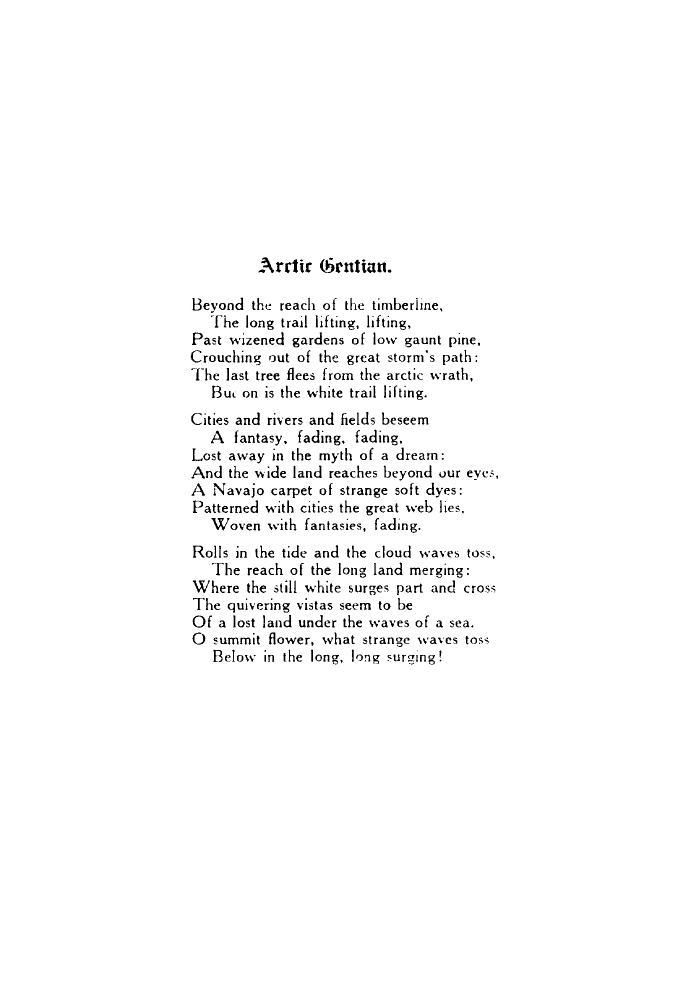 Arctic Gentian.
Beyond the reach of the timberline,
The long trail lifting, lifting,
Past wizened gardens of low gaunt pine,
Crouching out of the great storm's path:
The last tree flees from the arctic wrath,
But on is the white trail lifting.
Cities and rivers and fields beseem
A fantasy, fading, fading,
Lost away in the myth of a dream:
And the wide land reaches beyond our eyes,
A Navajo carpet of strange soft dyes:
Patterned with cities the great web lies,
Woven with fantasies, fading.
Rolls in the tide and the cloud waves toss,
The reach of the long land merging:
Where the still white surges part and cross
The quivering vistas seem to be
Of a lost land under the waves of a sea.
O summit flower, what strange waves toss
Below in the long, long surging!